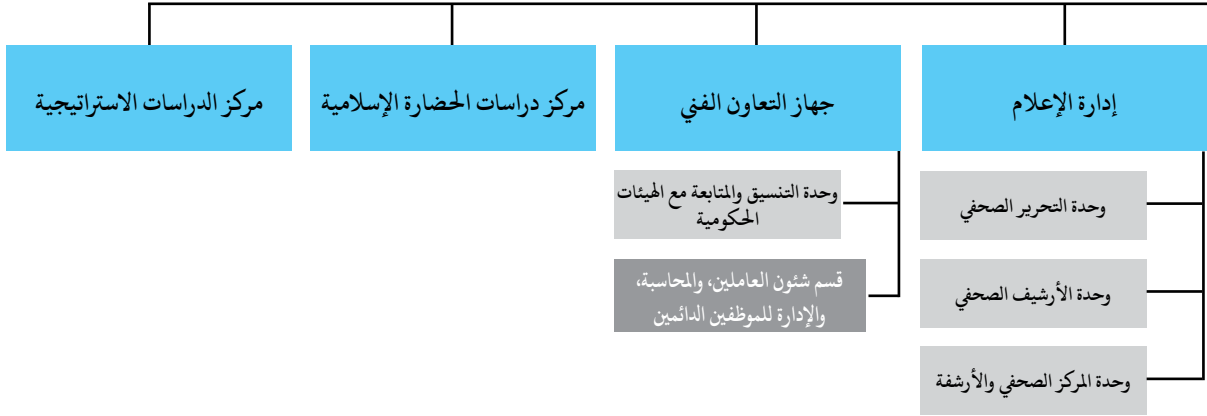 إدارة الإعلام
وحدة التحرير الصحفي
وحدة الأرشيف الصحفي
وحدة المركز الصحفي والأرشفة
جهاز التعاون الفني
وحدة التنسيق والمتابعة مع الهيئات
الحكومية
قسم شئون العاملين، والمحاسبة،
والإدارة للموظفين الدائمين
مركز دراسات الحضارة الإسلامية
مركز الدراسات الاستراتيجية